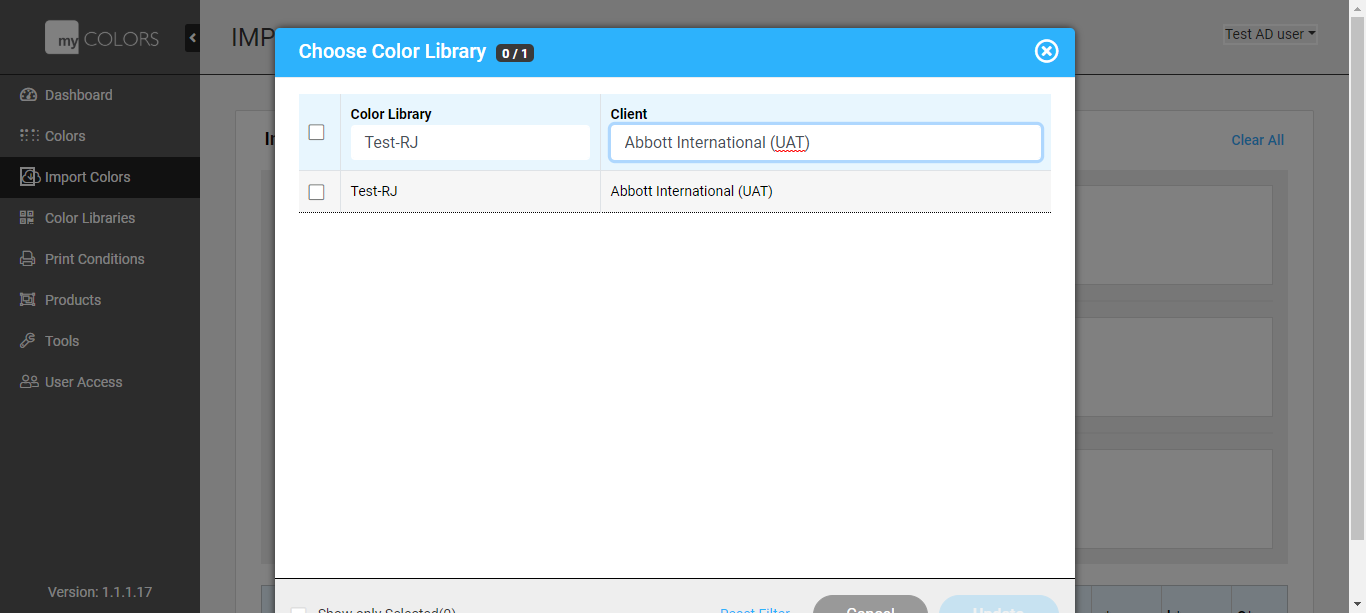 my COLORS
IMP
Test AD user
Choose Color Library 0 / 1
Dashboard
Colors
Import Colors
Color Libraries
Print Conditions
Products
Tools
User Access
Version: 1.1.1.17
Clear All
Color Library
Client
Test-RJ
Abbott International (UAT)
Test-RJ
Abbott International (UAT)
Show only Selected(0)
Reset Filter
Cancel
Update